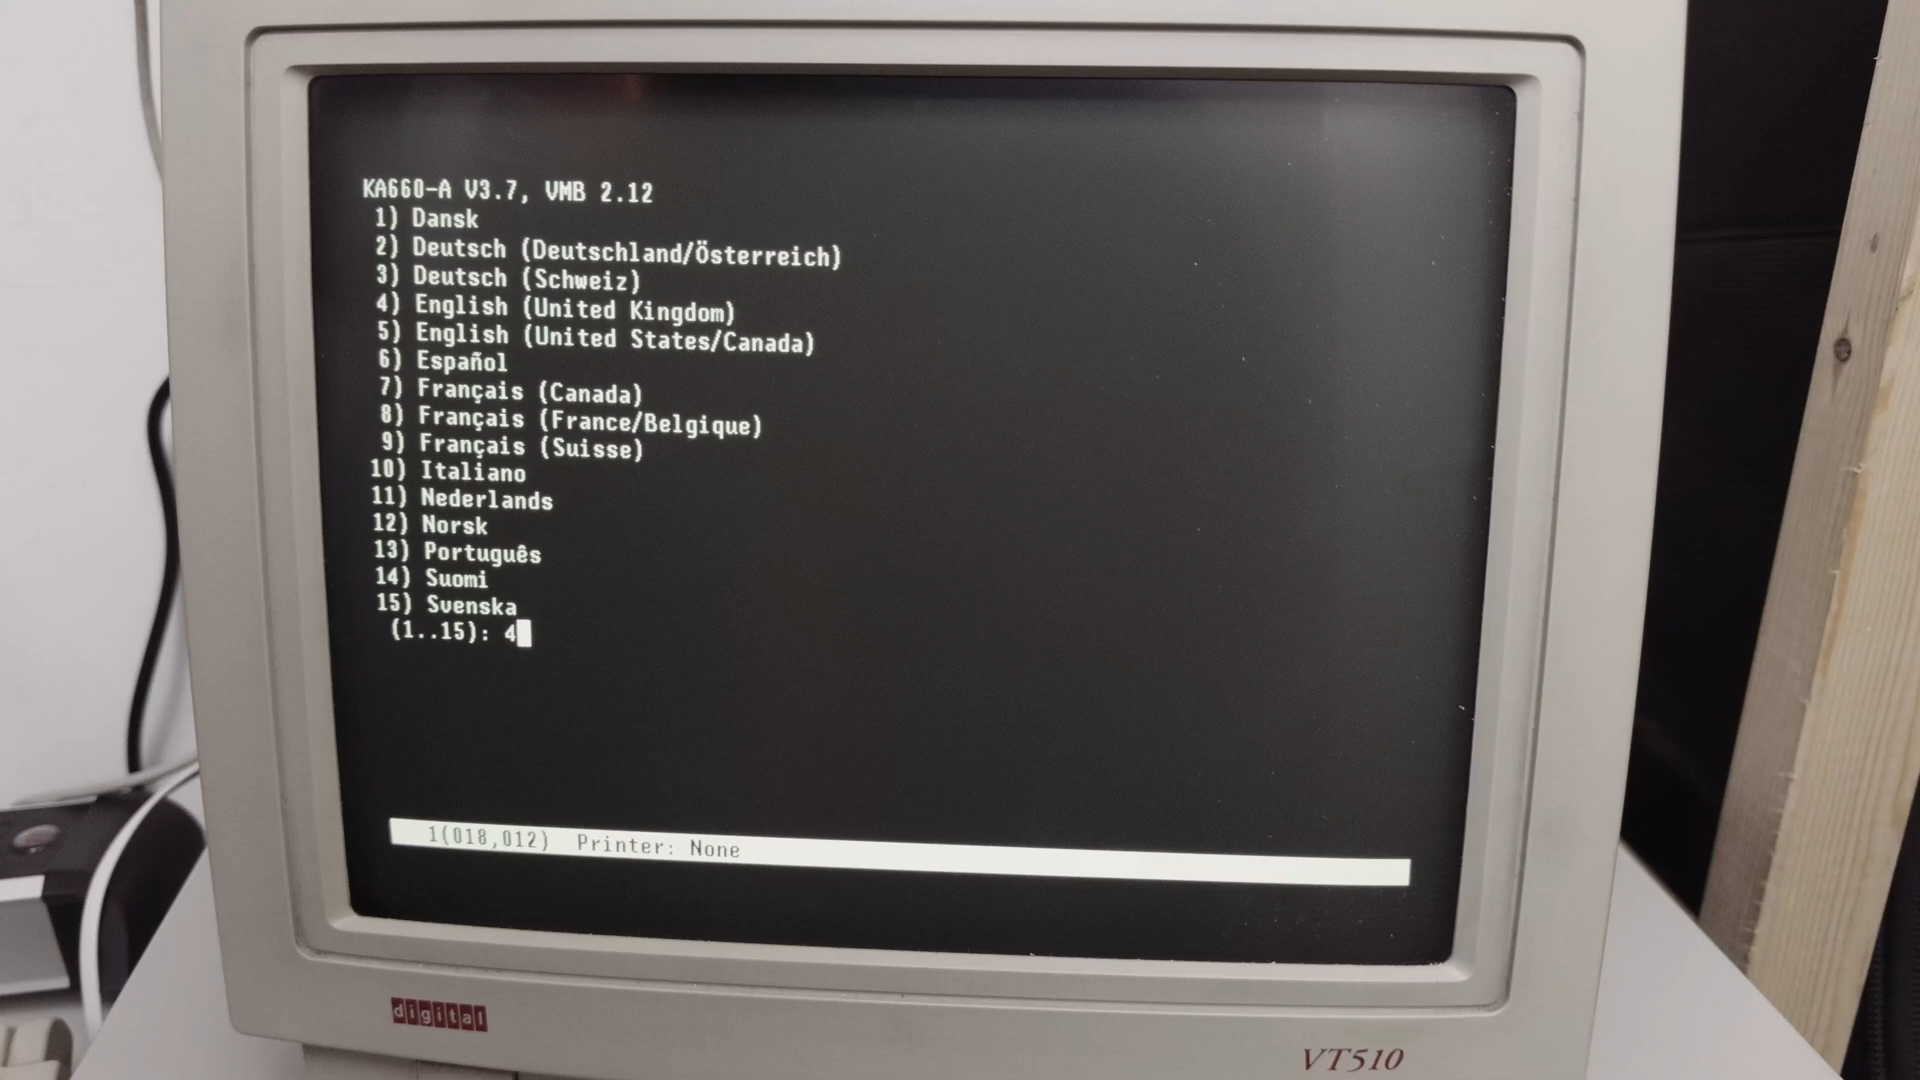 KA660-A V3.7, VMB 2.12
1) Dansk
2) Deutsch (Deutschland/Österreich)
3) Deutsch (Schweiz)
4) English (United Kingdom)
5) English (United States/Canada)
6) Español
7) Français (Canada)
8) Français (France/Belgique)
9) Français (Suisse)
10) Italiano
11) Nederlands
12) Norsk
13) Português
14) Suomi
15) Svenska
(1..15): 4
1(018,012) Printer: None
digital
VT510